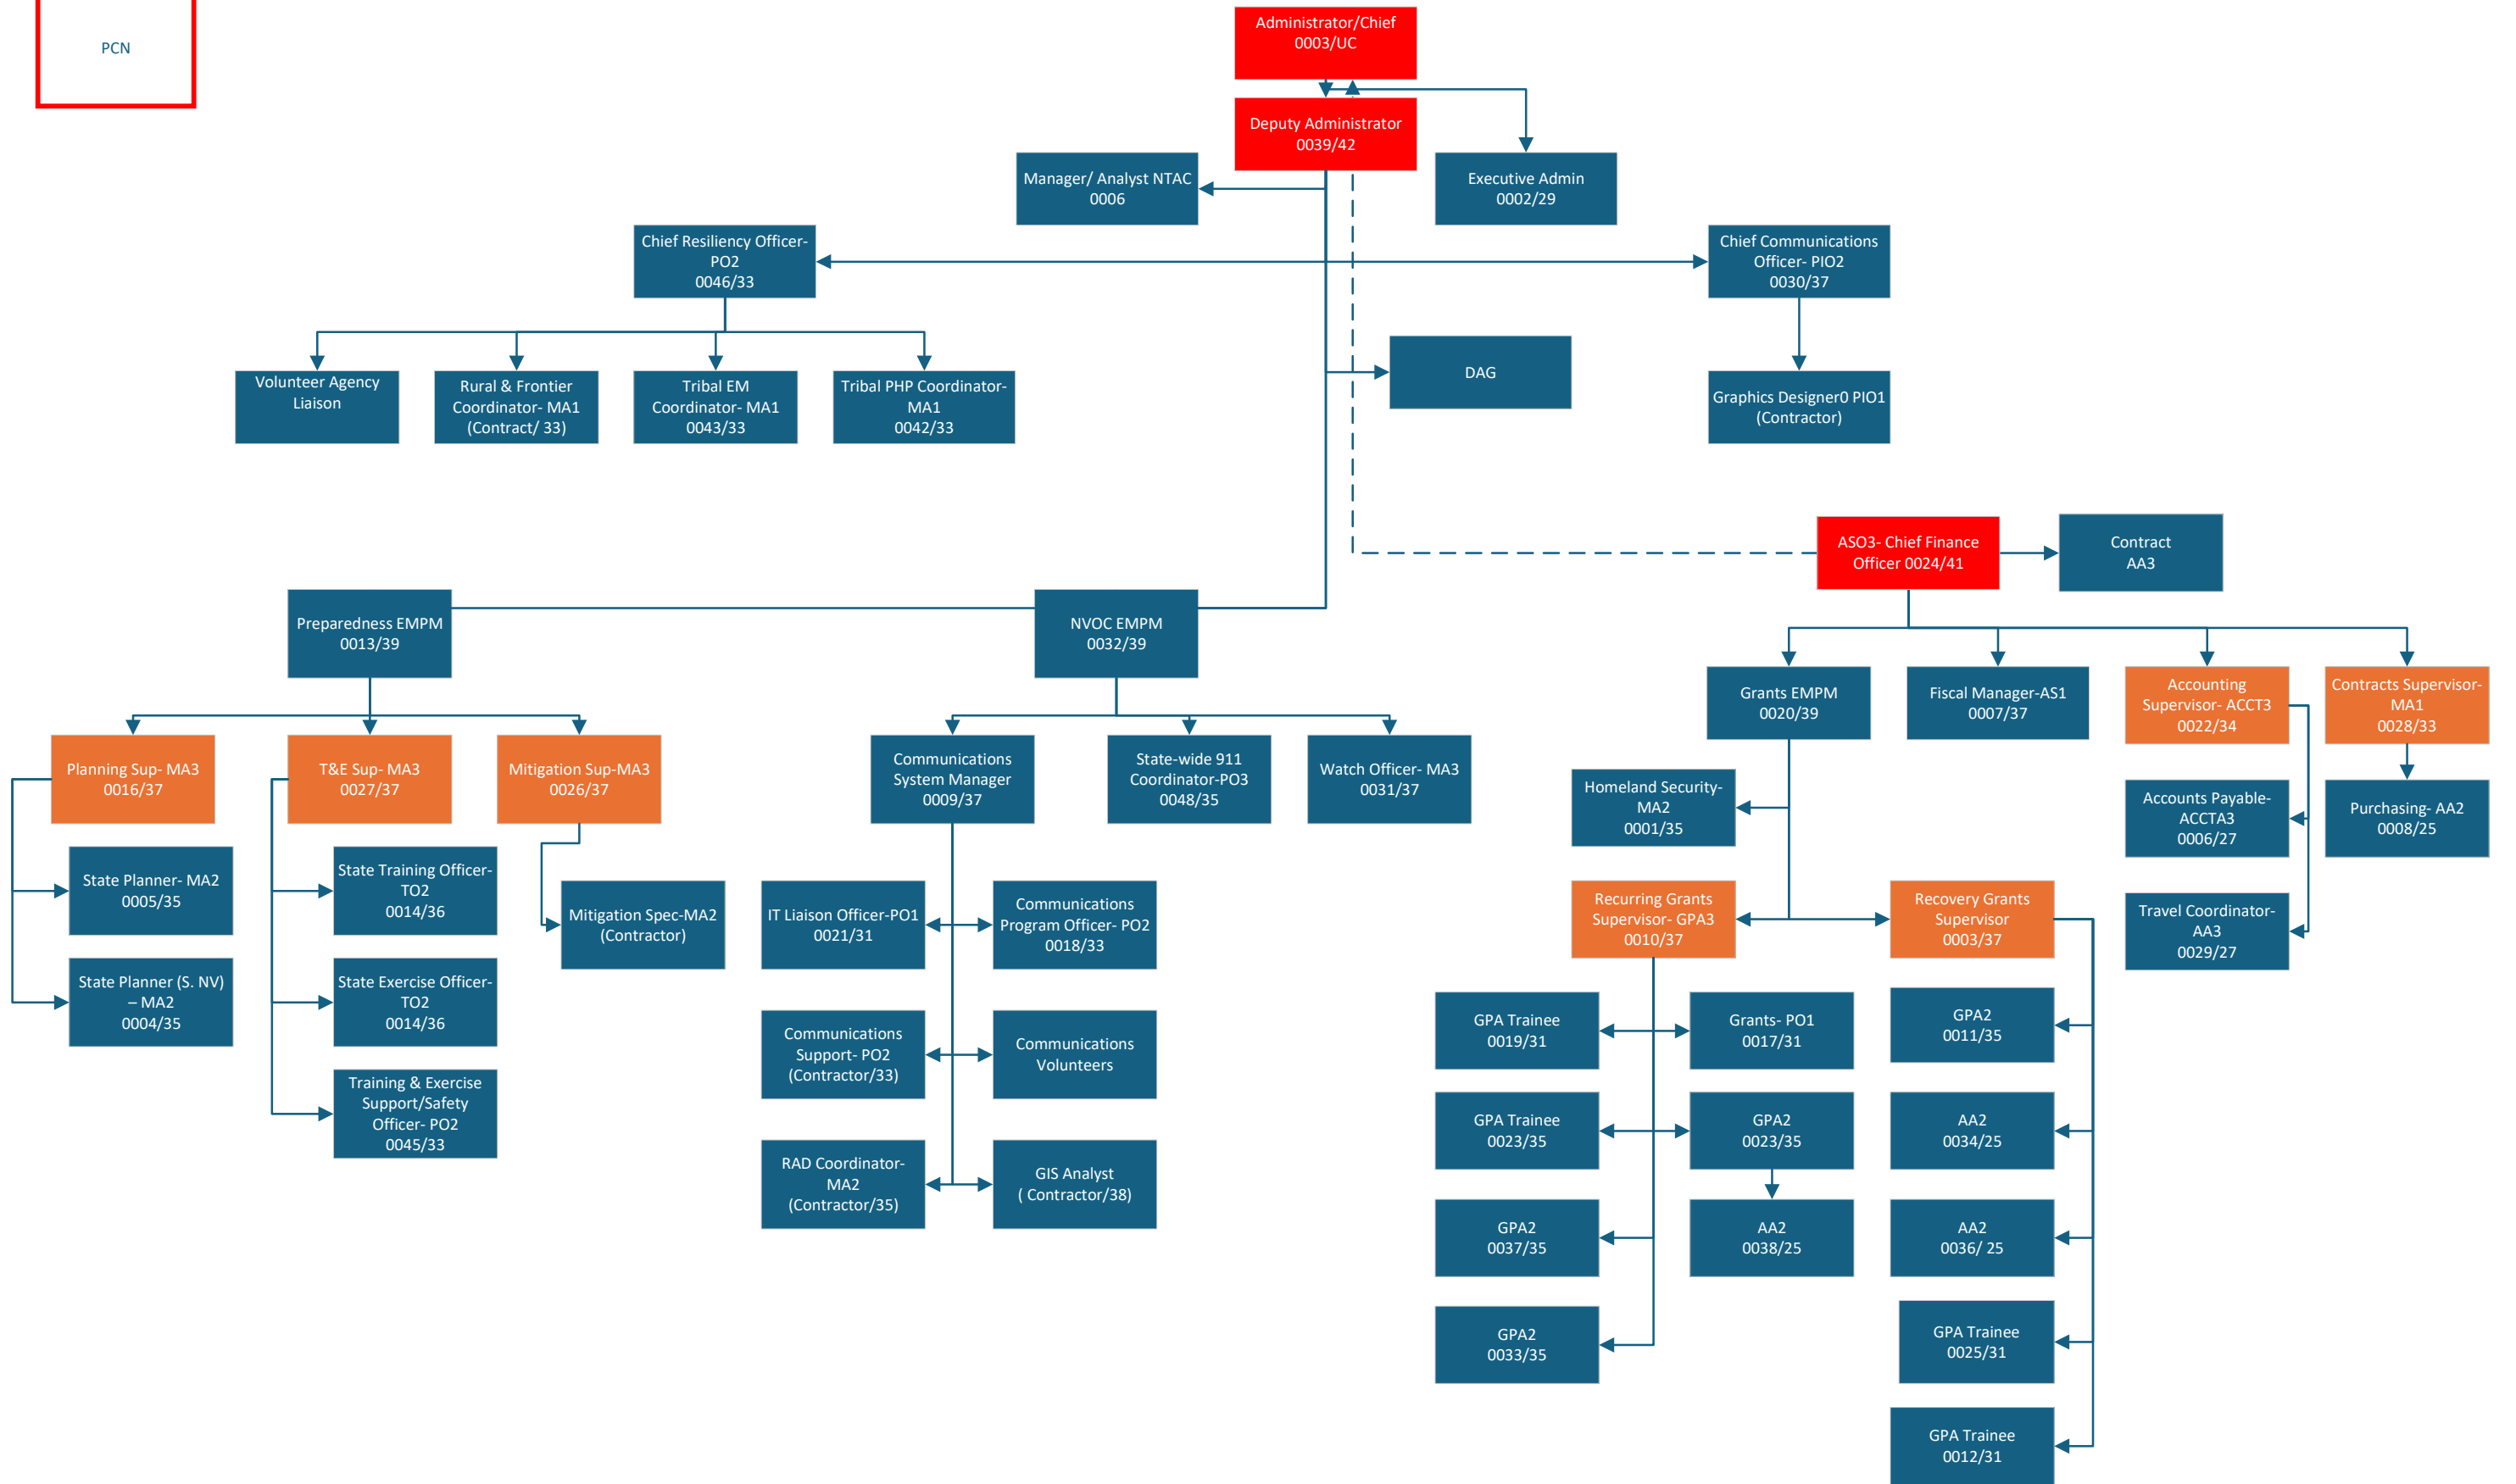 PCN
Administrator/Chief
0003/UC
Deputy Administrator
0039/42
Manager/ Analyst NTAC
0006
Executive Admin
0002/29
Chief Resiliency Officer-
PO2
0046/33
Chief Communications
Officer- PIO2
0030/37
Volunteer Agency
Liaison
Rural & Frontier
Coordinator- MA1
(Contract/ 33)
Tribal EM
Coordinator- MA1
0043/33
Tribal PHP Coordinator-
MA1
0042/33
DAG
Graphics Designer0 PIO1
(Contractor)
ASO3- Chief Finance
Officer 0024/41
Contract
AA3
Preparedness EMPM
0013/39
NVOC EMPM
0032/39
Grants EMPM
0020/39
Fiscal Manager-AS1
0007/37
Accounting
Supervisor- ACCT3
0022/34
Contracts Supervisor-
MA1
0028/33
Planning Sup- MA3
0016/37
T&E Sup- MA3
0027/37
Mitigation Sup-MA3
0026/37
Communications
System Manager
0009/37
State-wide 911
Coordinator-PO3
0048/35
Watch Officer- MA3
0031/37
Homeland Security-
MA2
0001/35
Accounts Payable-
ACCTA3
0006/27
Purchasing- AA2
0008/25
State Planner- MA2
0005/35
State Training Officer-
TO2
0014/36
Mitigation Spec-MA2
(Contractor)
IT Liaison Officer-PO1
0021/31
Communications
Program Officer- PO2
0018/33
Recurring Grants
Supervisor- GPA3
0010/37
Recovery Grants
Supervisor
0003/37
Travel Coordinator-
AA3
0029/27
State Planner (S. NV)
– MA2
0004/35
State Exercise Officer-
TO2
0014/36
Communications
Support- PO2
(Contractor/33)
Communications
Volunteers
GPA Trainee
0019/31
Grants- PO1
0017/31
GPA2
0011/35
Training & Exercise
Support/Safety
Officer- PO2
0045/33
RAD Coordinator-
MA2
(Contractor/35)
GIS Analyst
( Contractor/38)
GPA Trainee
0023/35
GPA2
0023/35
AA2
0034/25
GPA2
0037/35
AA2
0038/25
AA2
0036/ 25
GPA2
0033/35
GPA Trainee
0025/31
GPA Trainee
0012/31